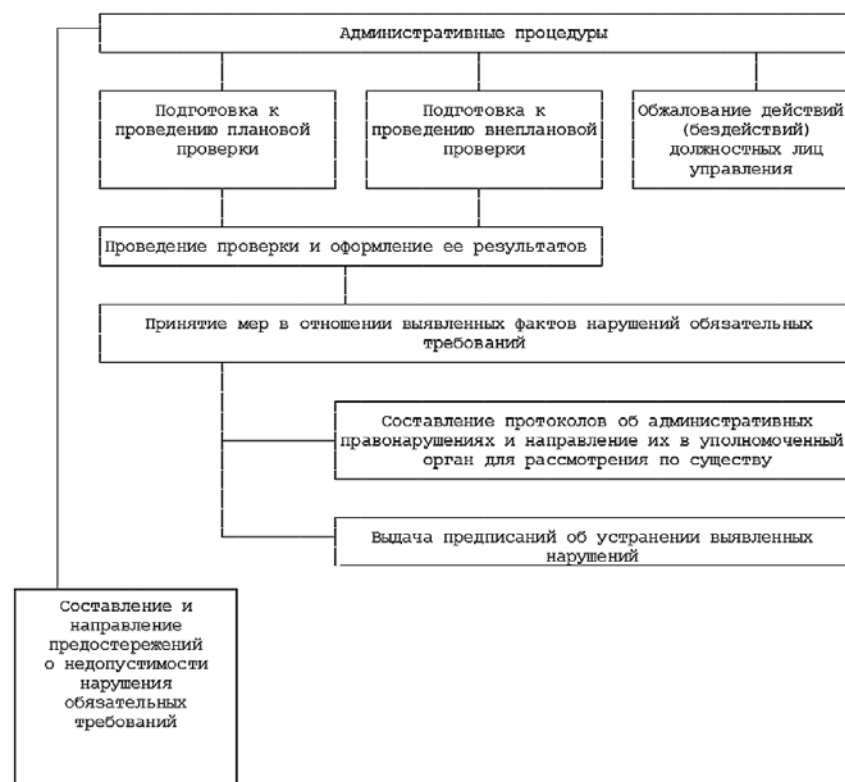 Административные процедуры
Подготовка к
проведению плановой
проверки
Подготовка к
проведению внеплановой
проверки
Обжалование действий
(бездействий)
должностных лиц
управления
Проведение проверки и оформление ее результатов
Принятие мер в отношении выявленных фактов нарушений обязательных
требований
Составление протоколов об административных
правонарушениях и направление их в уполномоченный
орган для рассмотрения по существу
Выдача предписаний об устранении выявленных
нарушений
Составление и
направление
предостережений
о недопустимости
нарушения
обязательных
требований